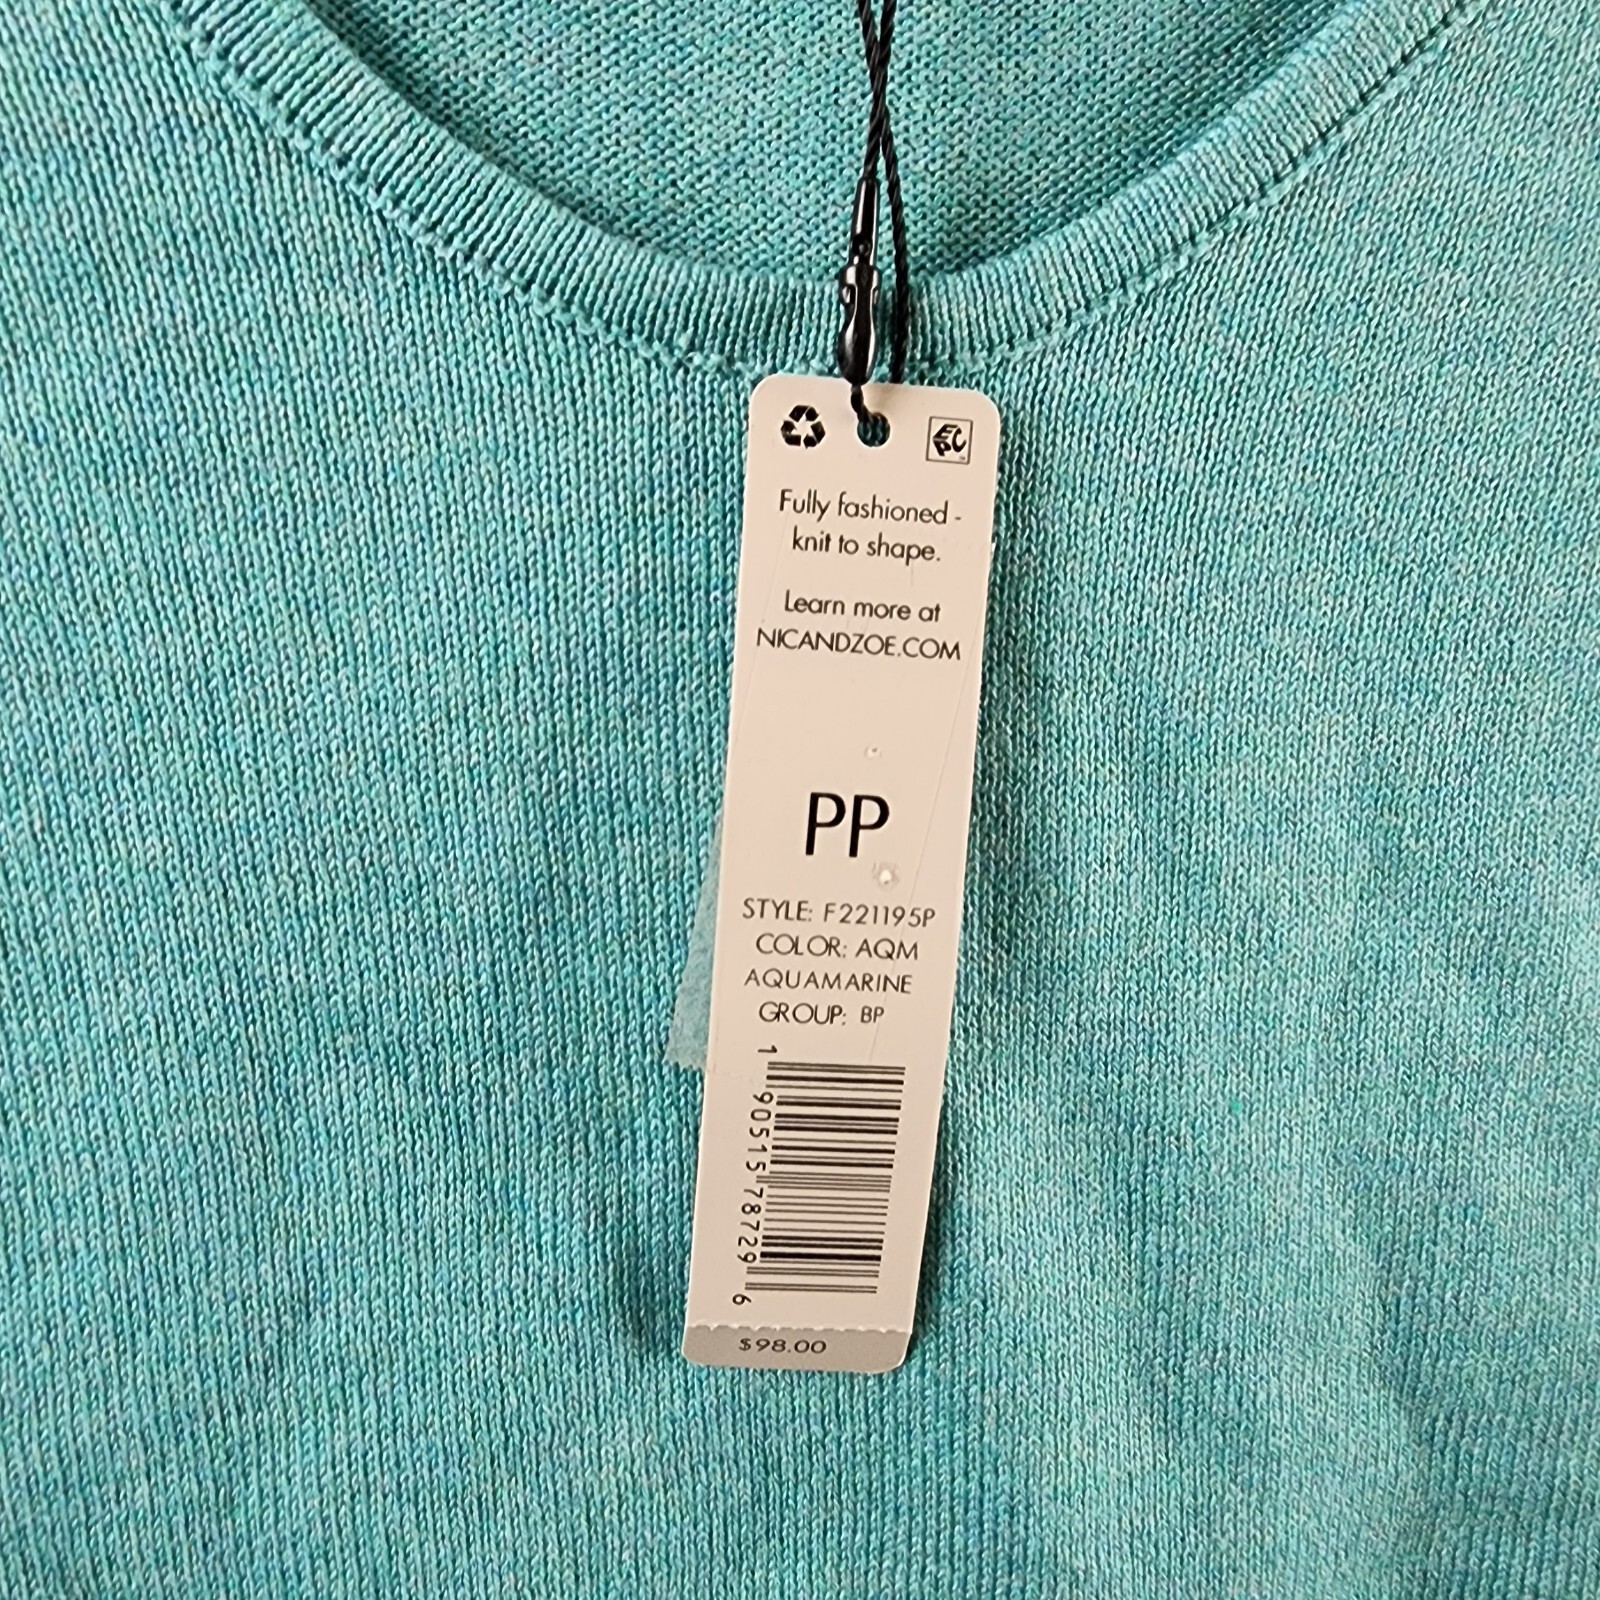 EPC
Fully fashioned -
knit to shape.
Learn more at
NICANDZOE.COM
PP
STYLE: F221195P
COLOR: AQM
AQUAMARINE
GROUP: BP
1 90515 78729 6
$98.00